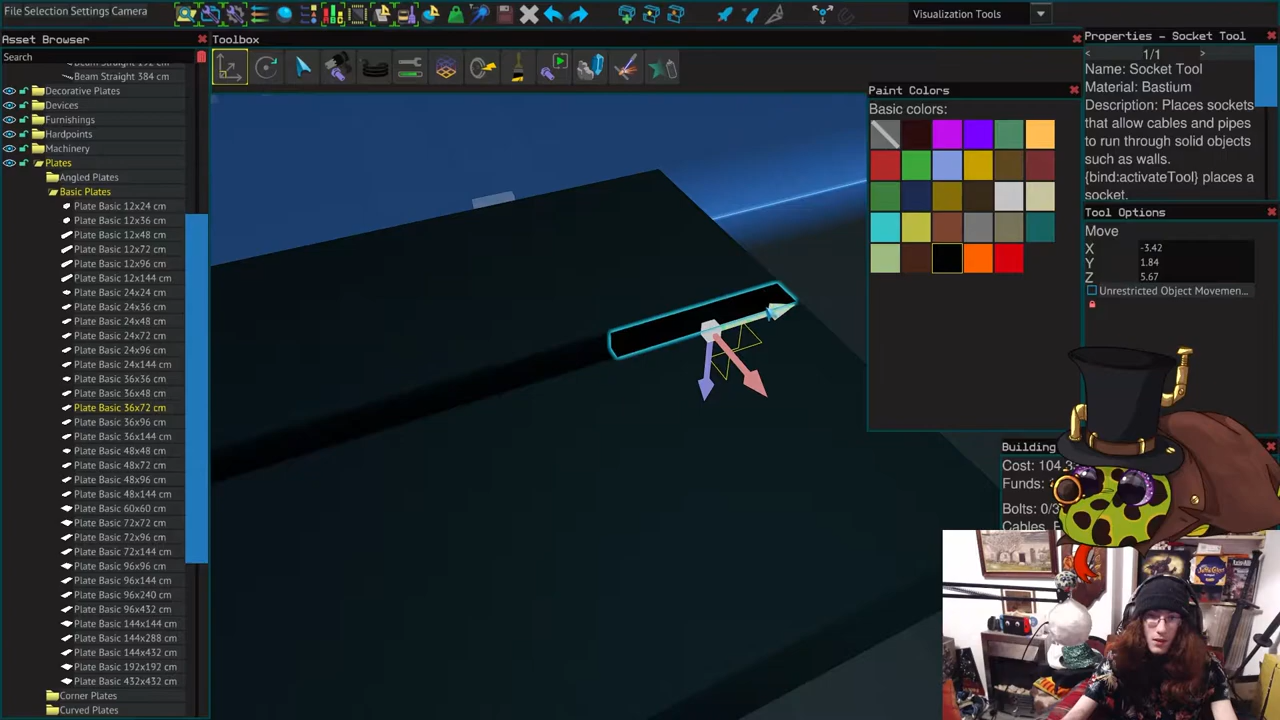 File Selection Settings Camera
Visualization Tools
Asset Browser
Search
Beam Straight 384 cm
Decorative Plates
Devices
Furnishings
Hardpoints
Machinery
Plates
Angled Plates
Basic Plates
Plate Basic 12x24 cm
Plate Basic 12x36 cm
Plate Basic 12x48 cm
Plate Basic 12x72 cm
Plate Basic 12x96 cm
Plate Basic 12x144 cm
Plate Basic 24x24 cm
Plate Basic 24x36 cm
Plate Basic 24x48 cm
Plate Basic 24x72 cm
Plate Basic 24x96 cm
Plate Basic 24x144 cm
Plate Basic 36x36 cm
Plate Basic 36x48 cm
Plate Basic 36x72 cm
Plate Basic 36x96 cm
Plate Basic 36x144 cm
Plate Basic 48x48 cm
Plate Basic 48x72 cm
Plate Basic 48x96 cm
Plate Basic 48x144 cm
Plate Basic 60x60 cm
Plate Basic 72x72 cm
Plate Basic 72x96 cm
Plate Basic 72x144 cm
Plate Basic 96x96 cm
Plate Basic 96x144 cm
Plate Basic 96x240 cm
Plate Basic 96x432 cm
Plate Basic 144x144 cm
Plate Basic 144x288 cm
Plate Basic 144x432 cm
Plate Basic 192x192 cm
Plate Basic 432x432 cm
Corner Plates
Curved Plates
Toolbox
Paint Colors
Basic colors:
Properties - Socket Tool
< 1/1 >
Name: Socket Tool
Material: Bastium
Description: Places sockets
that allow cables and pipes
to run through solid objects
such as walls.
{bind:activateTool} places a
socket.
Tool Options
Move
X -3.42
Y 1.84
Z 5.67
Unrestricted Object Movemen...
Building
Cost: 104.3
Funds:
Bolts: 0/3
Cables,